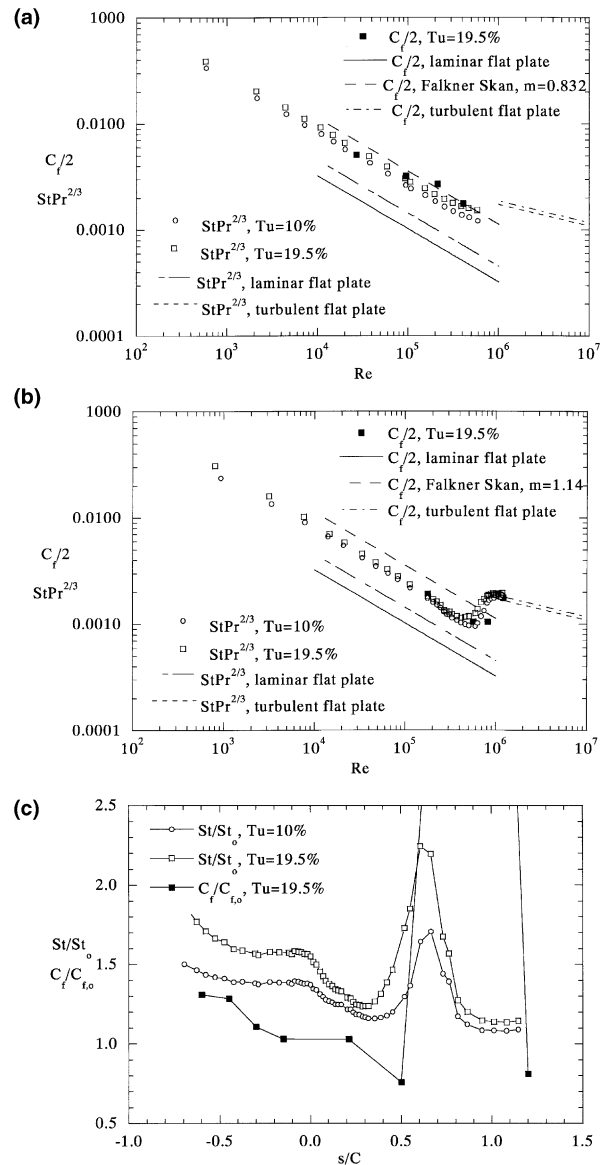 (a)
1000
0.0100
C_f/2
StPr^2/3
0.0010
0.0001
C_f/2, Tu=19.5%
C_f/2, laminar flat plate
C_f/2, Falkner Skan, m=0.832
C_f/2, turbulent flat plate
StPr^2/3, Tu=10%
StPr^2/3, Tu=19.5%
StPr^2/3, laminar flat plate
StPr^2/3, turbulent flat plate
10^2 10^3 10^4 10^5 10^6 10^7
Re
(b)
1000
0.0100
C_f/2
StPr^2/3
0.0010
0.0001
C_f/2, Tu=19.5%
C_f/2, laminar flat plate
C_f/2, Falkner Skan, m=1.14
C_f/2, turbulent flat plate
StPr^2/3, Tu=10%
StPr^2/3, Tu=19.5%
StPr^2/3, laminar flat plate
StPr^2/3, turbulent flat plate
10^2 10^3 10^4 10^5 10^6 10^7
Re
(c)
2.5
2.0
St/St_o
C_f/C_f,o
1.5
1.0
0.5
St/St_o, Tu=10%
St/St_o, Tu=19.5%
C_f/C_f,o, Tu=19.5%
-1.0 -0.5 0.0 0.5 1.0 1.5
s/C